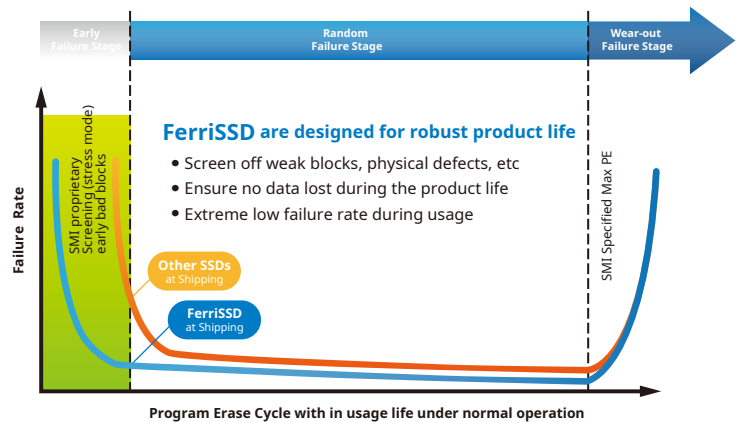 Early
Failure Stage
Random
Failure Stage
Wear-out
Failure Stage
FerriSSD are designed for robust product life
• Screen off weak blocks, physical defects, etc
• Ensure no data lost during the product life
• Extreme low failure rate during usage
SMI proprietary
Screening (stress mode)
early bad blocks
SMI Specified Max PE
Failure Rate
Other SSDs
at Shipping
FerriSSD
at Shipping
Program Erase Cycle with in usage life under normal operation